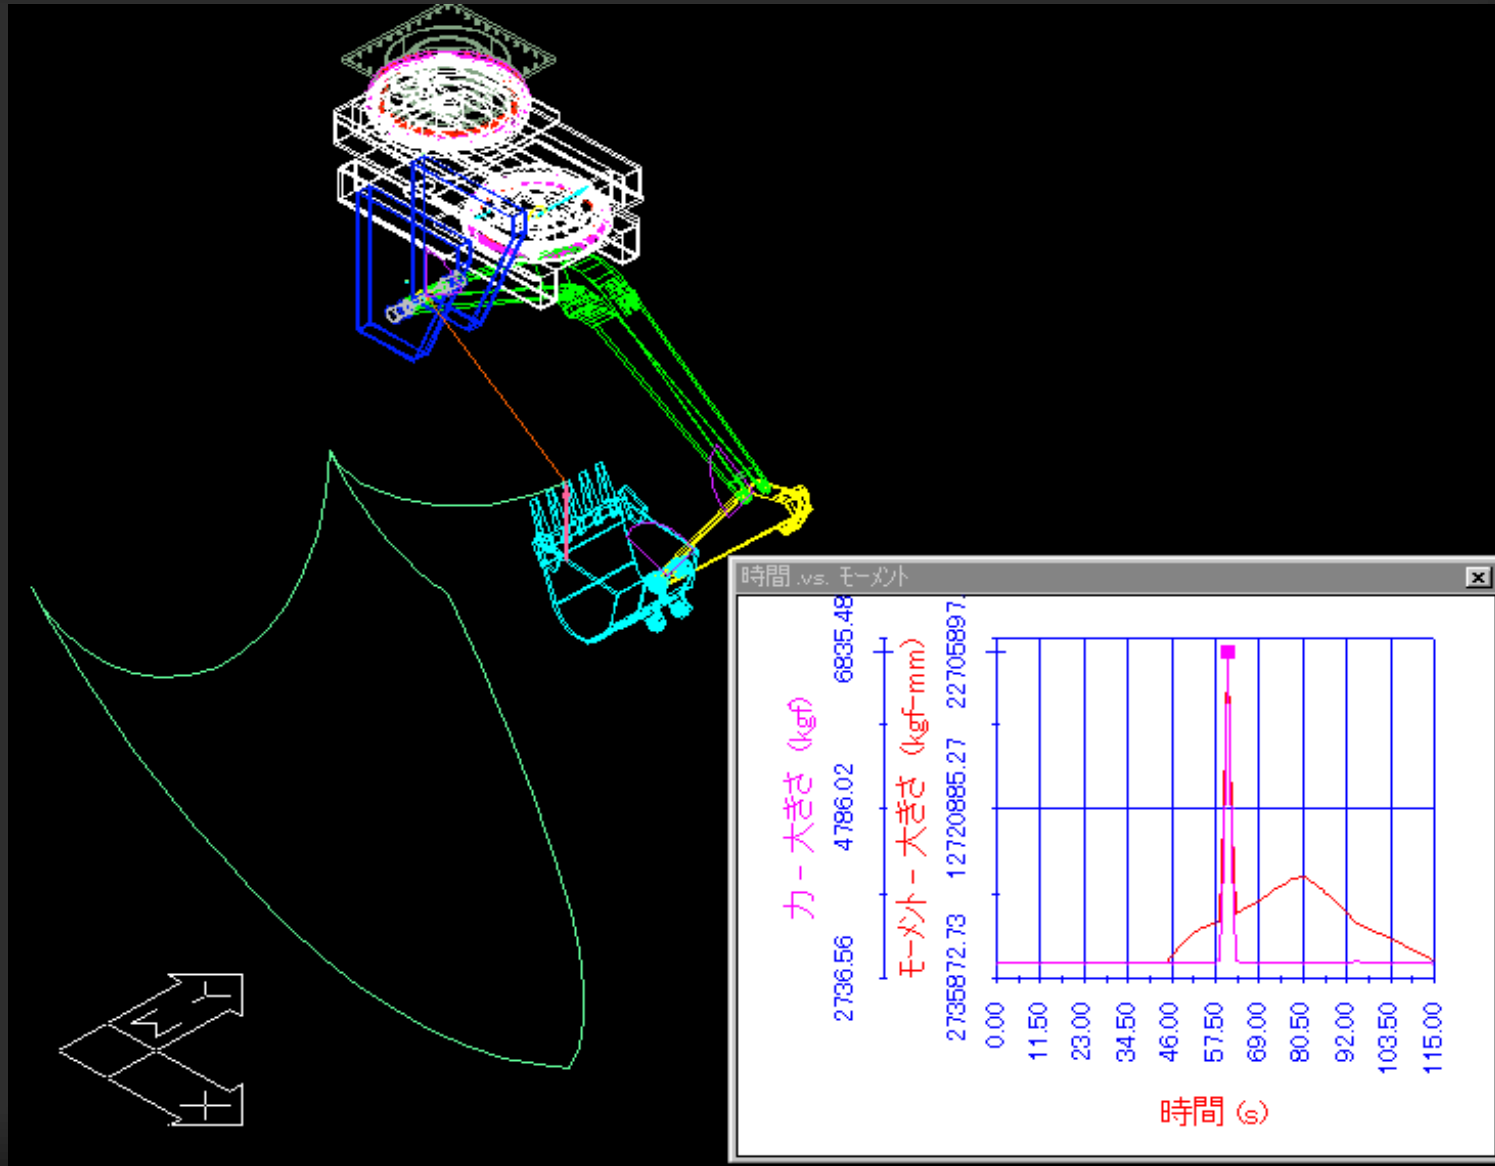 時間 .vs. モーメント
力 - 大きさ (kgf)
2736.56 4786.02 6835.48
モーメント - 大きさ (kgf-mm)
2735872.73 12720885.27 22705897.
0.00 11.50 23.00 34.50 46.00 57.50 69.00 80.50 92.00 103.50 115.00
時間 (s)